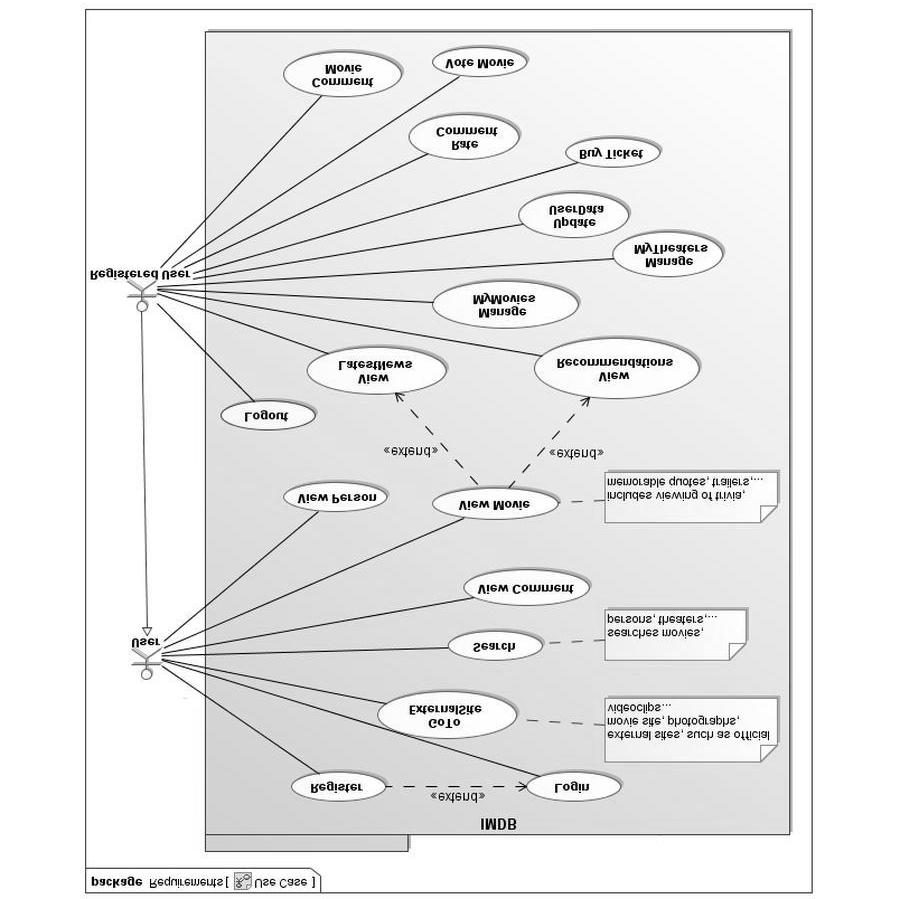 package Requirements [ Use Case ]
IMDB
Register
«extend»
Login
GoTo
ExternalSite
external sites, such as official
movie site, photographs,
videoclips...
User
Search
searches movies,
persons, theaters,...
View Comment
View Person
View Movie
includes viewing of trivia,
memorable quotes, trailers,...
«extend»
«extend»
Logout
View
LatestNews
View
Recommendations
Registered User
Manage
MyMovies
Manage
MyTheaters
Update
UserData
Buy Ticket
Rate
Comment
Comment
Movie
Vote Movie